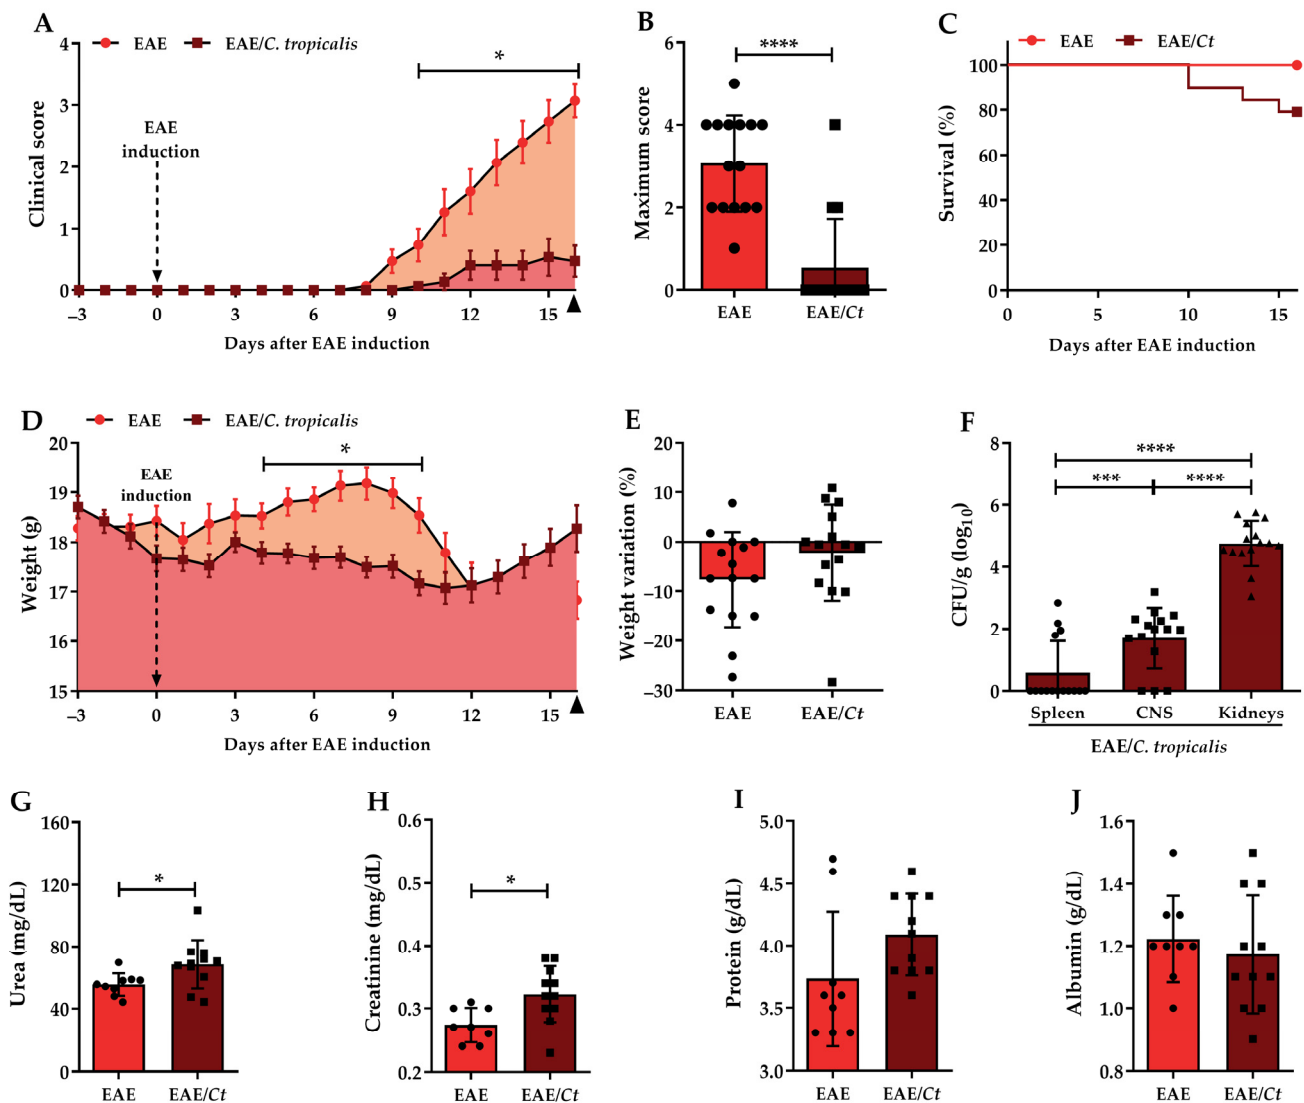 A
EAE
EAE/C. tropicalis
Clinical score
4
3
2
1
0
EAE
induction
*
–3
0
3
6
9
12
15
Days after EAE induction
B
Maximum score
6
4
2
0
****
EAE
EAE/Ct
C
EAE
EAE/Ct
Survival (%)
100
80
60
40
20
0
0
5
10
15
Days after EAE induction
D
EAE
EAE/C. tropicalis
Weight (g)
20
19
18
17
16
15
EAE
induction
*
–3
0
3
6
9
12
15
Days after EAE induction
E
Weight variation (%)
20
10
0
–10
–20
–30
EAE
EAE/Ct
F
CFU/g (log10)
8
6
4
2
0
****
***
****
Spleen
CNS
Kidneys
EAE/C. tropicalis
G
Urea (mg/dL)
160
120
80
40
0
*
EAE
EAE/Ct
H
Creatinine (mg/dL)
0.6
0.5
0.4
0.3
0.2
*
EAE
EAE/Ct
I
Protein (g/dL)
5.0
4.5
4.0
3.5
3.0
EAE
EAE/Ct
J
Albumin (g/dL)
1.6
1.4
1.2
1.0
0.8
EAE
EAE/Ct